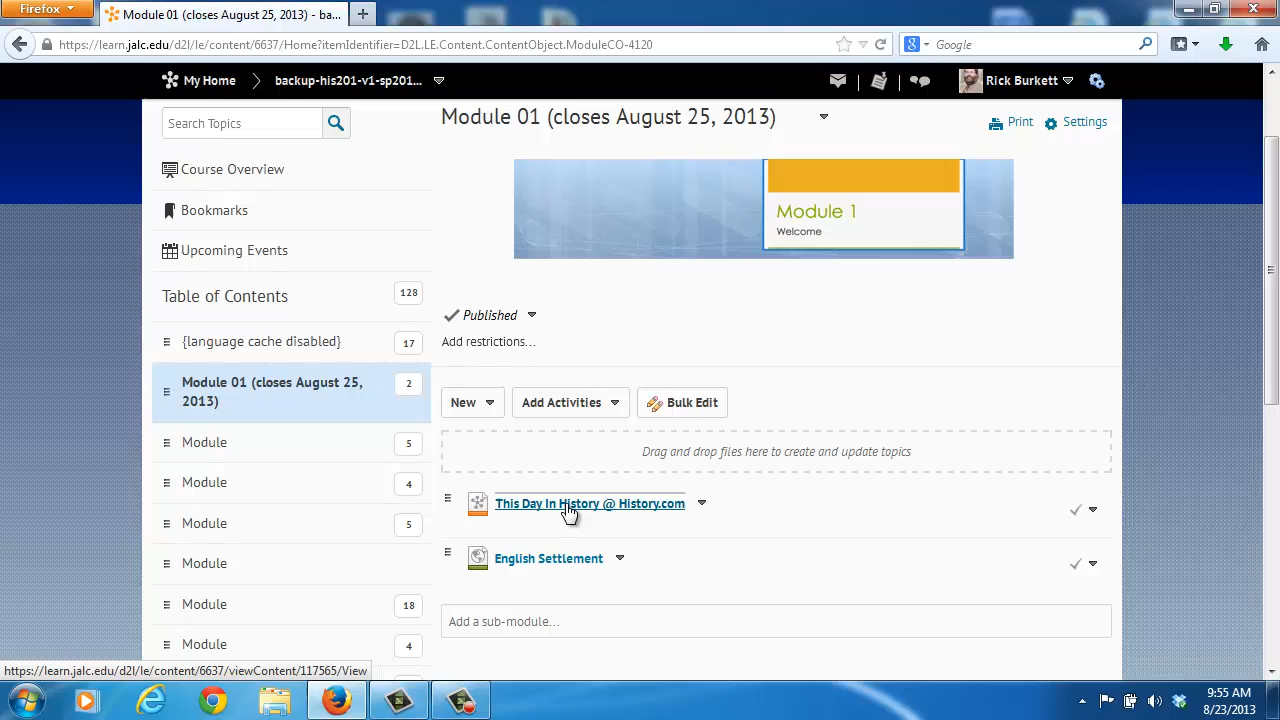 Firefox
Module 01 (closes August 25, 2013) - ba...
https://learn.jalc.edu/d2l/le/content/6637/Home?itemIdentifier=D2L.LE.Content.ContentObject.ModuleCO-4120
Google
My Home
backup-his201-v1-sp201...
Rick Burkett
Search Topics
Course Overview
Bookmarks
Upcoming Events
Table of Contents 128
{language cache disabled} 17
Module 01 (closes August 25, 2013) 2
Module 5
Module 4
Module 5
Module
Module 18
Module 4
Module 01 (closes August 25, 2013)
Print
Settings
Module 1
Welcome
Published
Add restrictions...
New
Add Activities
Bulk Edit
Drag and drop files here to create and update topics
This Day In History @ History.com
English Settlement
Add a sub-module...
https://learn.jalc.edu/d2l/le/content/6637/viewContent/117565/View
9:55 AM
8/23/2013